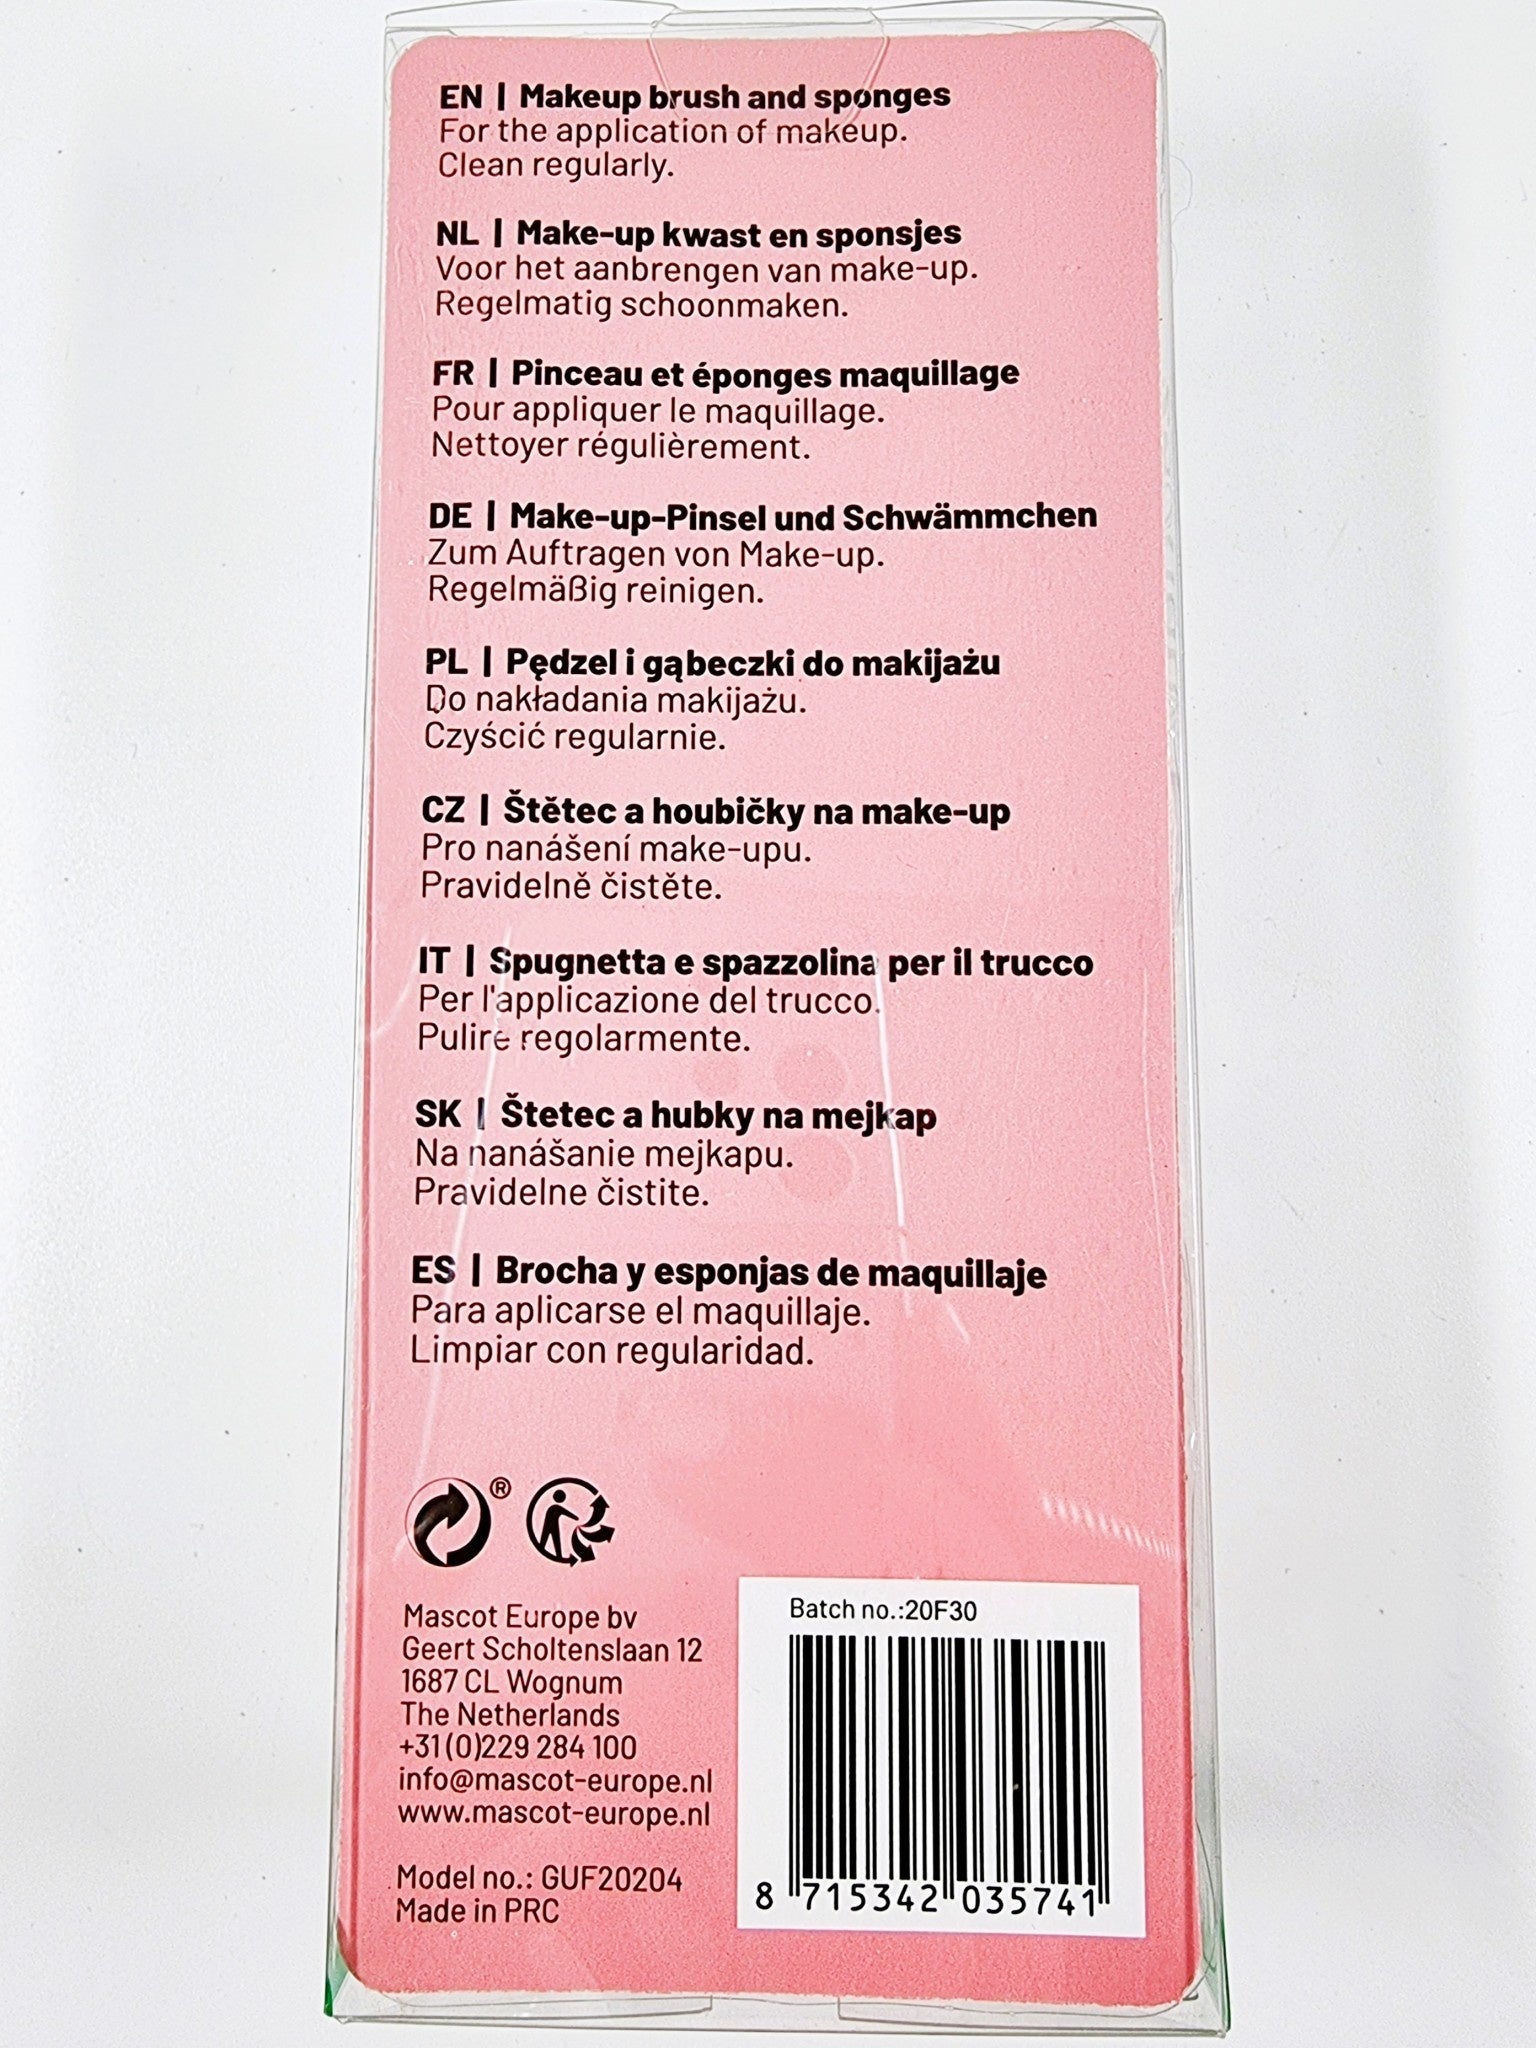 EN | Makeup brush and sponges
For the application of makeup.
Clean regularly.
NL | Make-up kwast en sponsjes
Voor het aanbrengen van make-up.
Regelmatig schoonmaken.
FR | Pinceau et éponges maquillage
Pour appliquer le maquillage.
Nettoyer régulièrement.
DE | Make-up-Pinsel und Schwämmchen
Zum Auftragen von Make-up.
Regelmäßig reinigen.
PL | Pędzel i gąbeczki do makijażu
Do nakładania makijażu.
Czyścić regularnie.
CZ | Štětec a houbičky na make-up
Pro nanášení make-upu.
Pravidelně čistěte.
IT | Spugnetta e spazzolina per il trucco
Per l'applicazione del trucco.
Pulire regolarmente.
SK | Štetec a hubky na mejkap
Na nanášanie mejkapu.
Pravidelne čistite.
ES | Brocha y esponjas de maquillaje
Para aplicarse el maquillaje.
Limpiar con regularidad.
®
Mascot Europe bv
Geert Scholtenslaan 12
1687 CL Wognum
The Netherlands
+31(0)229 284 100
info@mascot-europe.nl
www.mascot-europe.nl
Model no.: GUF20204
Made in PRC
Batch no.:20F30
8 715342 035741